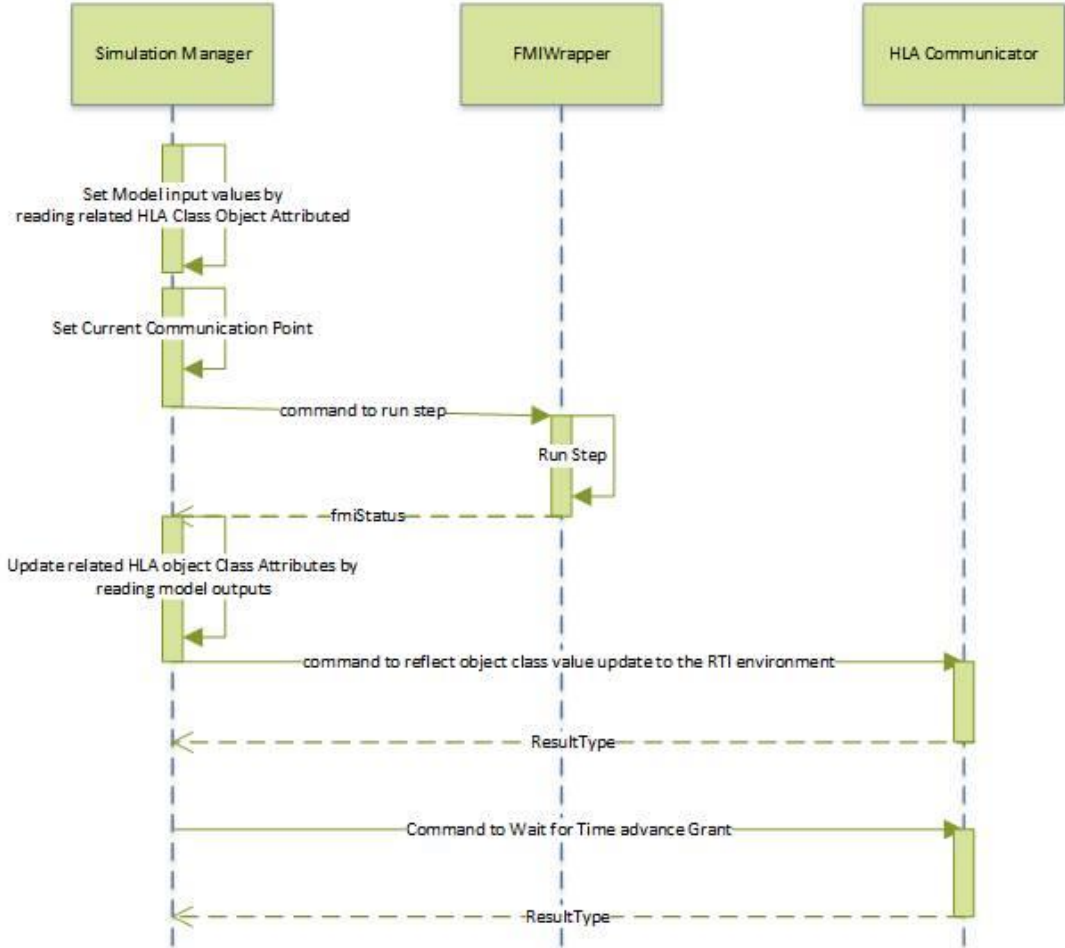 Simulation Manager
FMIWrapper
HLA Communicator
Set Model input values by
reading related HLA Class Object Attributed
Set Current Communication Point
command to run step
Run Step
fmiStatus
Update related HLA object Class Attributes by
reading model outputs
command to reflect object class value update to the RTI environment
ResultType
Command to Wait for Time advance Grant
ResultType